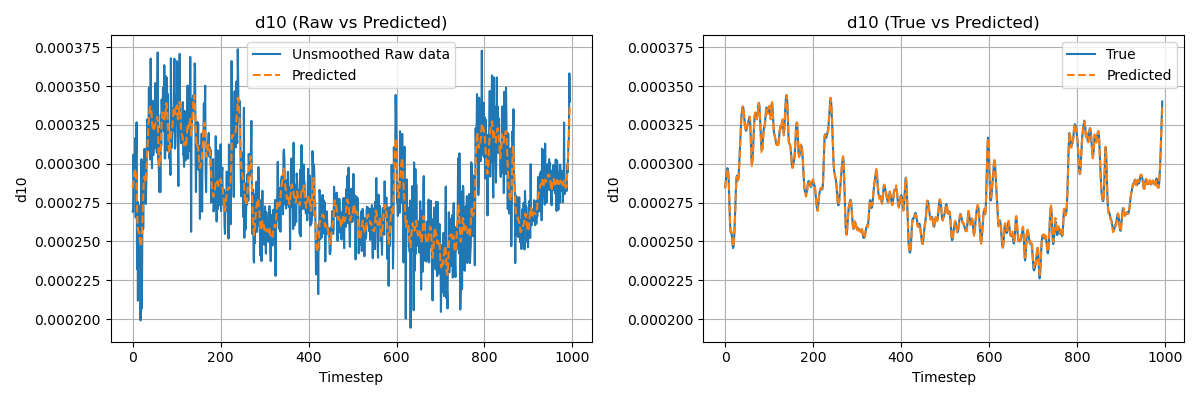 d10 (Raw vs Predicted)
Unsmoothed Raw data
Predicted
0.000375
0.000350
0.000325
0.000300
0.000275
0.000250
0.000225
0.000200
d10
0
200
400
600
800
1000
Timestep
d10 (True vs Predicted)
True
Predicted
0.000375
0.000350
0.000325
0.000300
0.000275
0.000250
0.000225
0.000200
d10
0
200
400
600
800
1000
Timestep